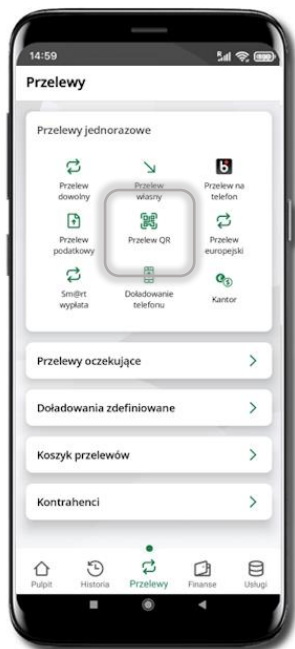 14:59
Przelewy
Przelewy jednorazowe
Przelew
dowolny
Przelew
własny
Przelew na
telefon
Przelew
podatkowy
Przelew QR
Przelew
europejski
Sm@rt
wypłata
Doładowanie
telefonu
Kantor
Przelewy oczekujące
Doładowania zdefiniowane
Koszyk przelewów
Kontrahenci
Pulpit
Historia
Przelewy
Finanse
Usługi